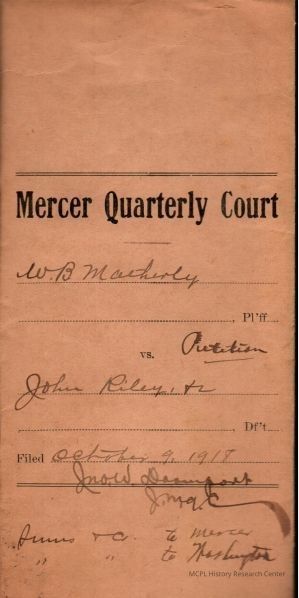 Mercer Quarterly Court
W. B Matherly
, Pl'ff
vs. Petition
John Riley, &c
, Df't
Filed October 9, 1918
Jno W. Davenport
J.M.Q.C
Sums & C. to Mercer
" " to Washington
MCPL History Research Center